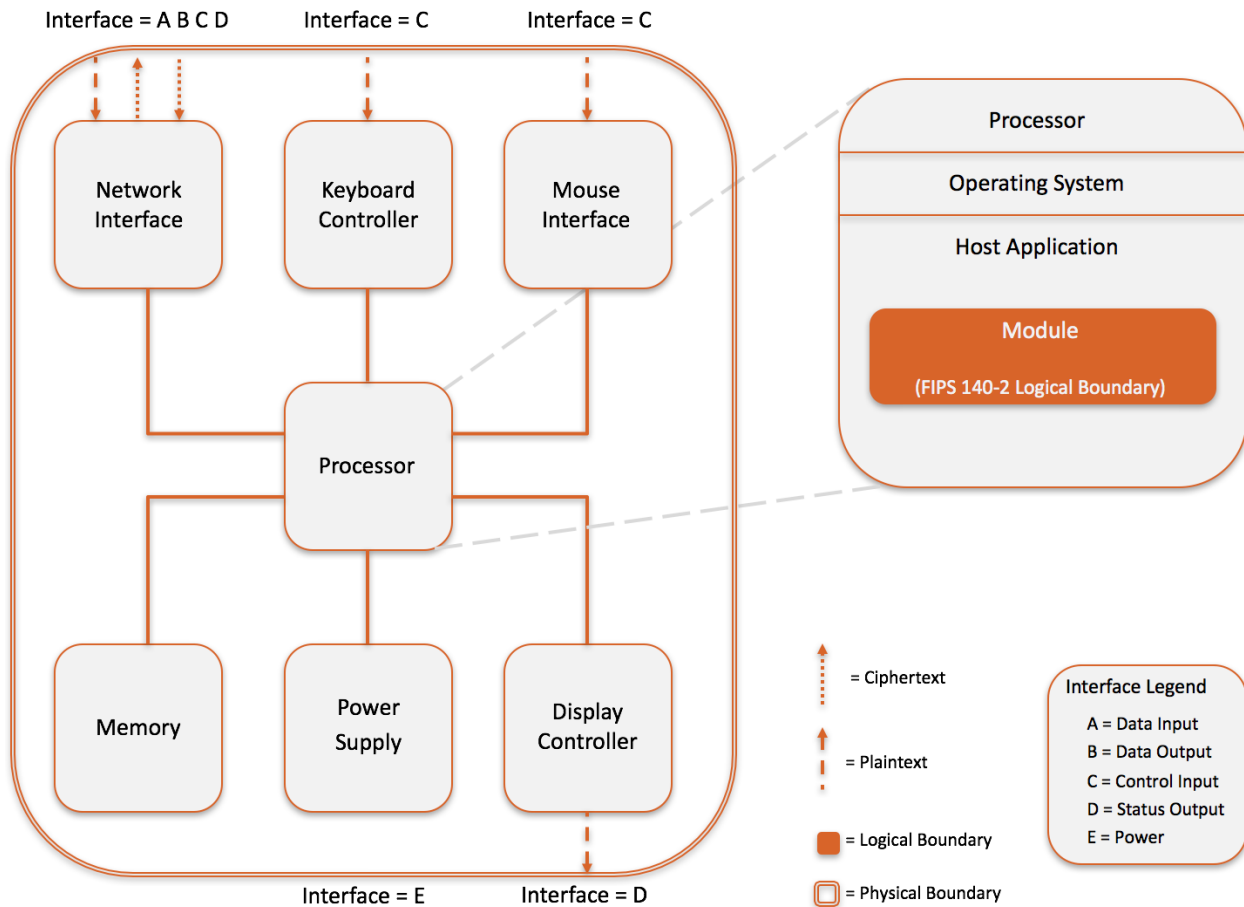 Interface = A B C D
Interface = C
Interface = C
Network
Interface
Keyboard
Controller
Mouse
Interface
Processor
Memory
Power
Supply
Display
Controller
Interface = E
Interface = D
Processor
Operating System
Host Application
Module
(FIPS 140-2 Logical Boundary)
= Ciphertext
= Plaintext
= Logical Boundary
= Physical Boundary
Interface Legend
A = Data Input
B = Data Output
C = Control Input
D = Status Output
E = Power